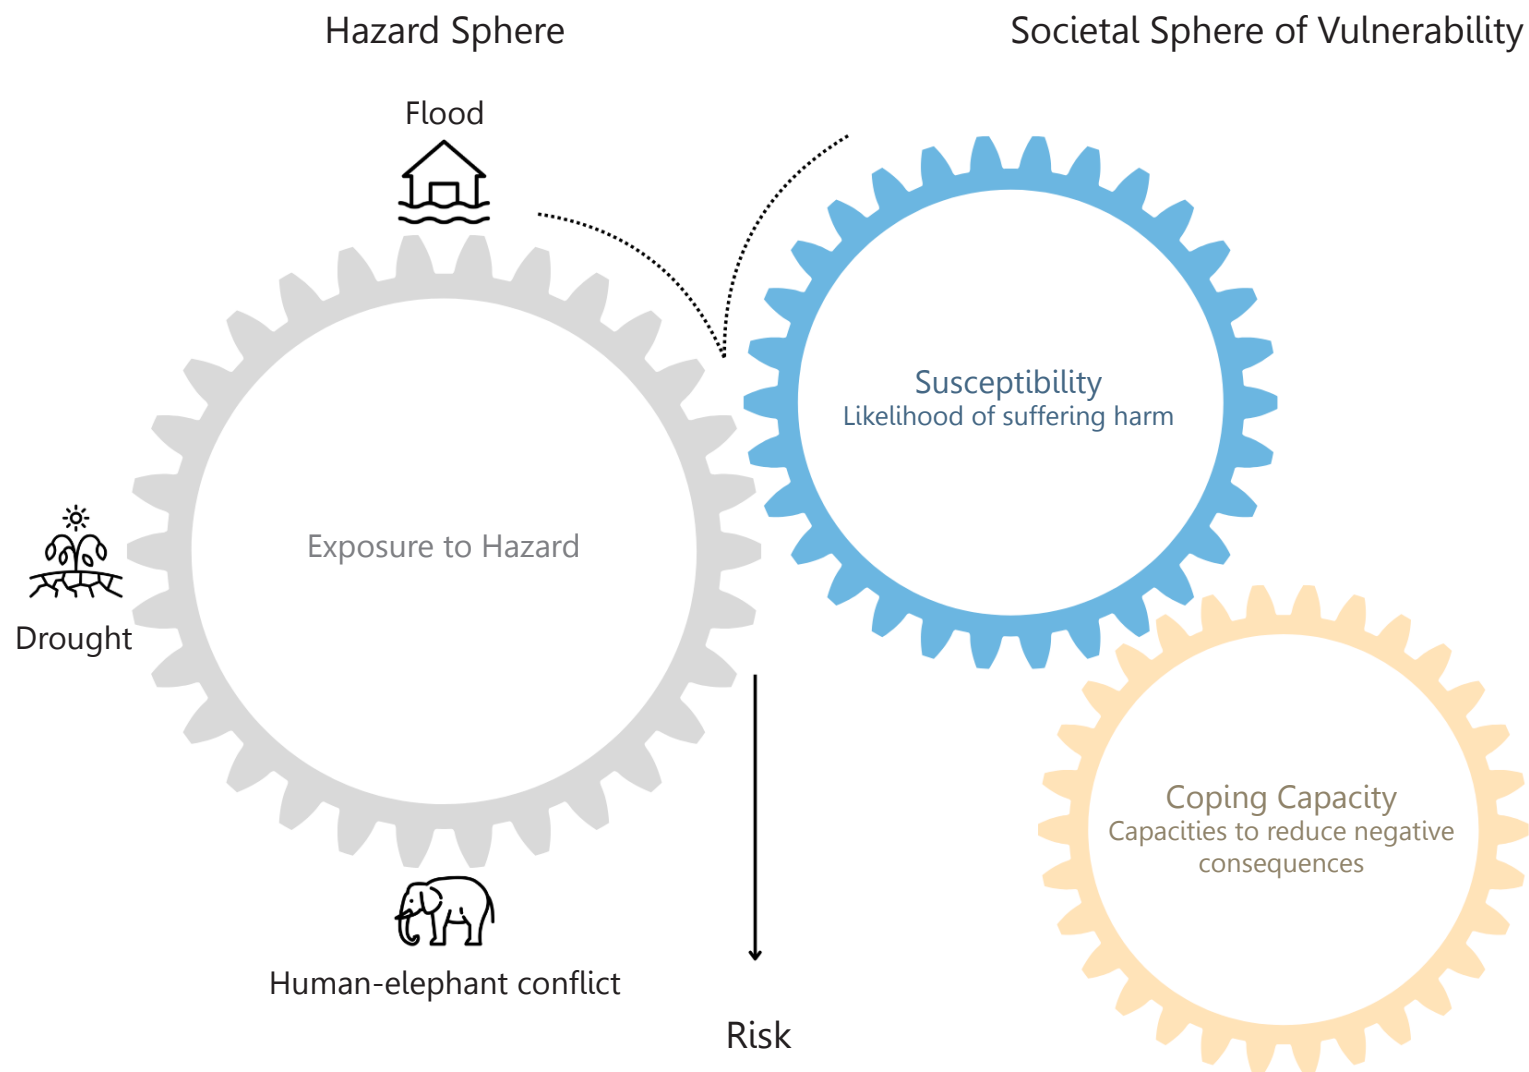 Hazard Sphere
Societal Sphere of Vulnerability
Flood
Susceptibility
Likelihood of suffering harm
Exposure to Hazard
Drought
Coping Capacity
Capacities to reduce negative
consequences
Human-elephant conflict
Risk